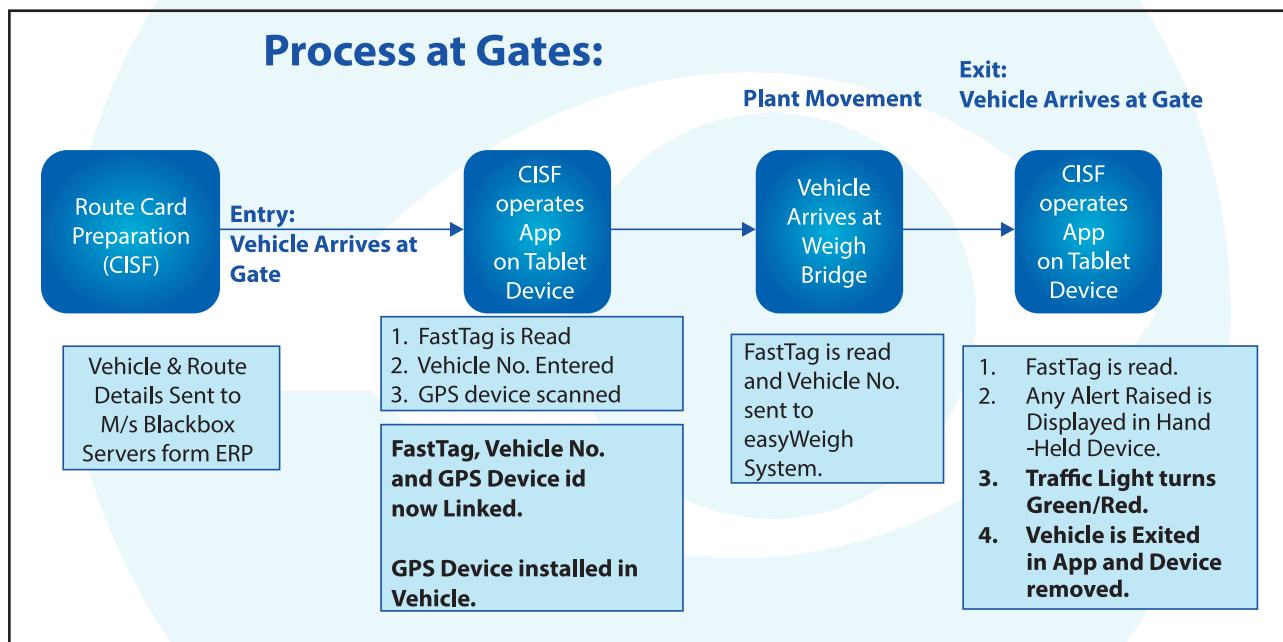 Process at Gates:
Plant Movement
Exit:
Vehicle Arrives at Gate
Route Card
Preparation
(CISF)
Entry:
Vehicle Arrives at
Gate
CISF
operates
App
on Tablet
Device
Vehicle
Arrives at
Weigh
Bridge
CISF
operates
App
on Tablet
Device
Vehicle & Route
Details Sent to
M/s Blackbox
Servers form ERP
1. FastTag is Read
2. Vehicle No. Entered
3. GPS device scanned
FastTag, Vehicle No.
and GPS Device id
now Linked.
GPS Device installed in
Vehicle.
FastTag is read
and Vehicle No.
sent to
easyWeigh
System.
1. FastTag is read.
2. Any Alert Raised is
Displayed in Hand
-Held Device.
3. Traffic Light turns
Green/Red.
4. Vehicle is Exited
in App and Device
removed.